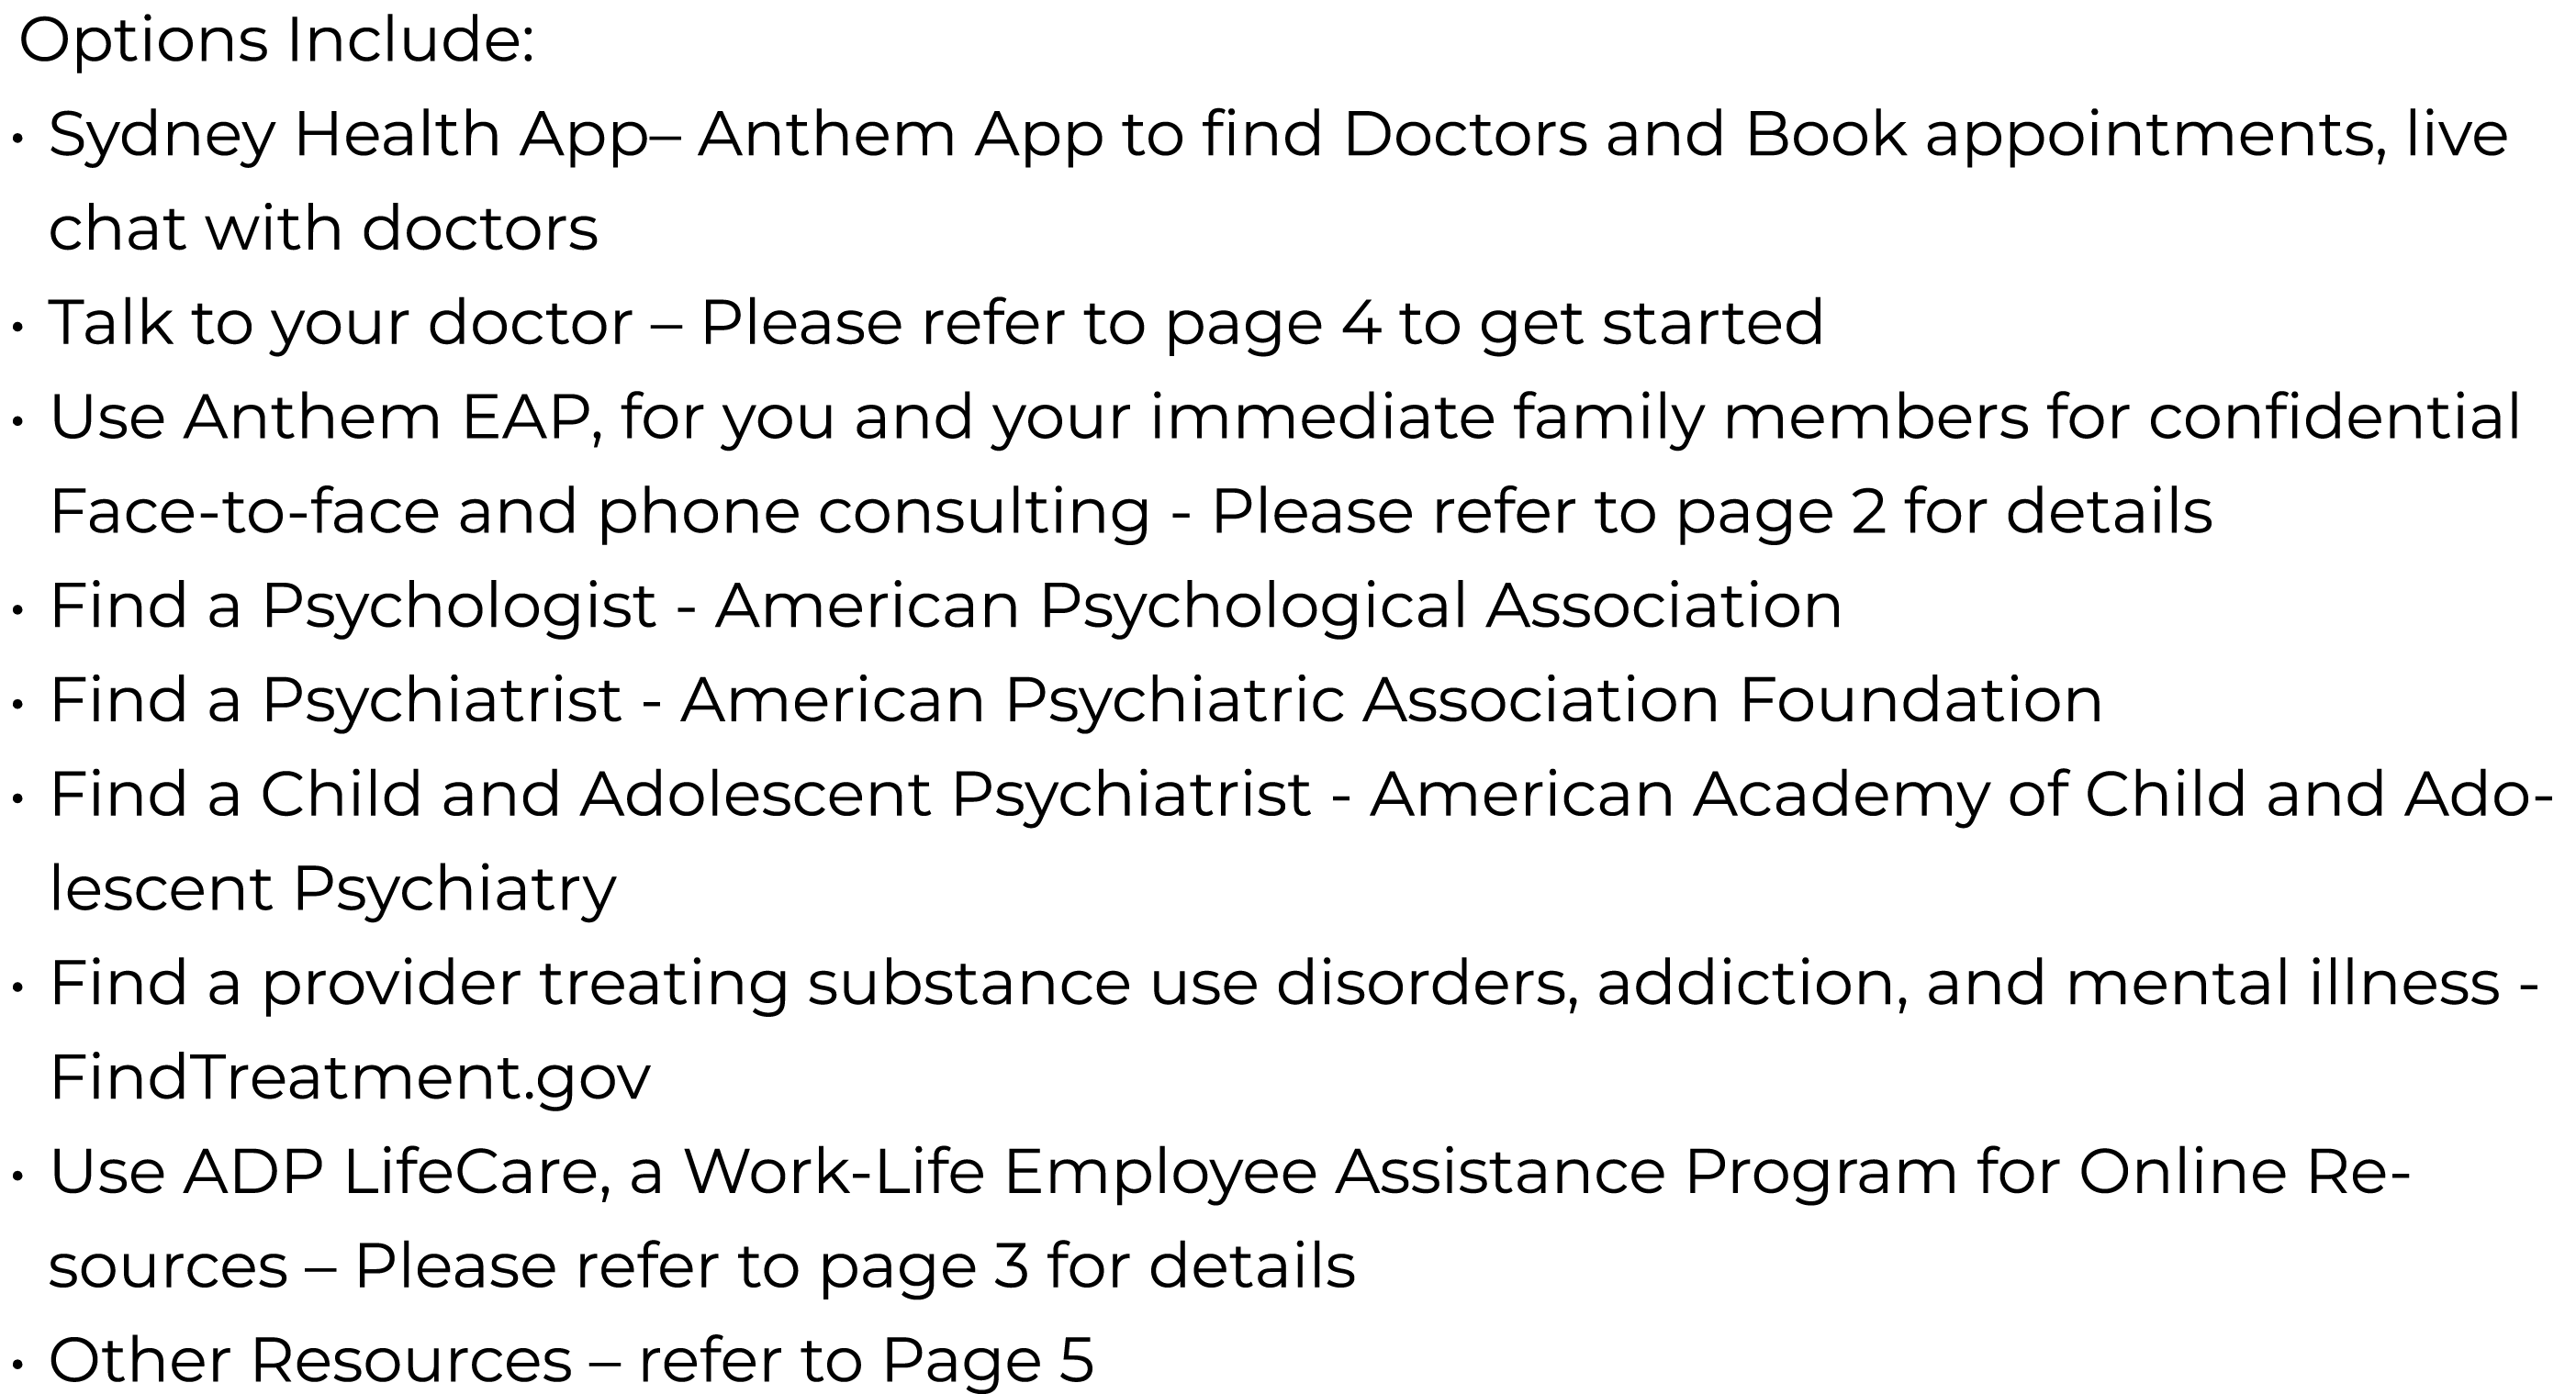 Options Include:
• Sydney Health App– Anthem App to find Doctors and Book appointments, live
chat with doctors
• Talk to your doctor – Please refer to page 4 to get started
• Use Anthem EAP, for you and your immediate family members for confidential
Face-to-face and phone consulting - Please refer to page 2 for details
• Find a Psychologist - American Psychological Association
• Find a Psychiatrist - American Psychiatric Association Foundation
• Find a Child and Adolescent Psychiatrist - American Academy of Child and Ado-
lescent Psychiatry
• Find a provider treating substance use disorders, addiction, and mental illness -
FindTreatment.gov
• Use ADP LifeCare, a Work-Life Employee Assistance Program for Online Re-
sources – Please refer to page 3 for details
• Other Resources – refer to Page 5